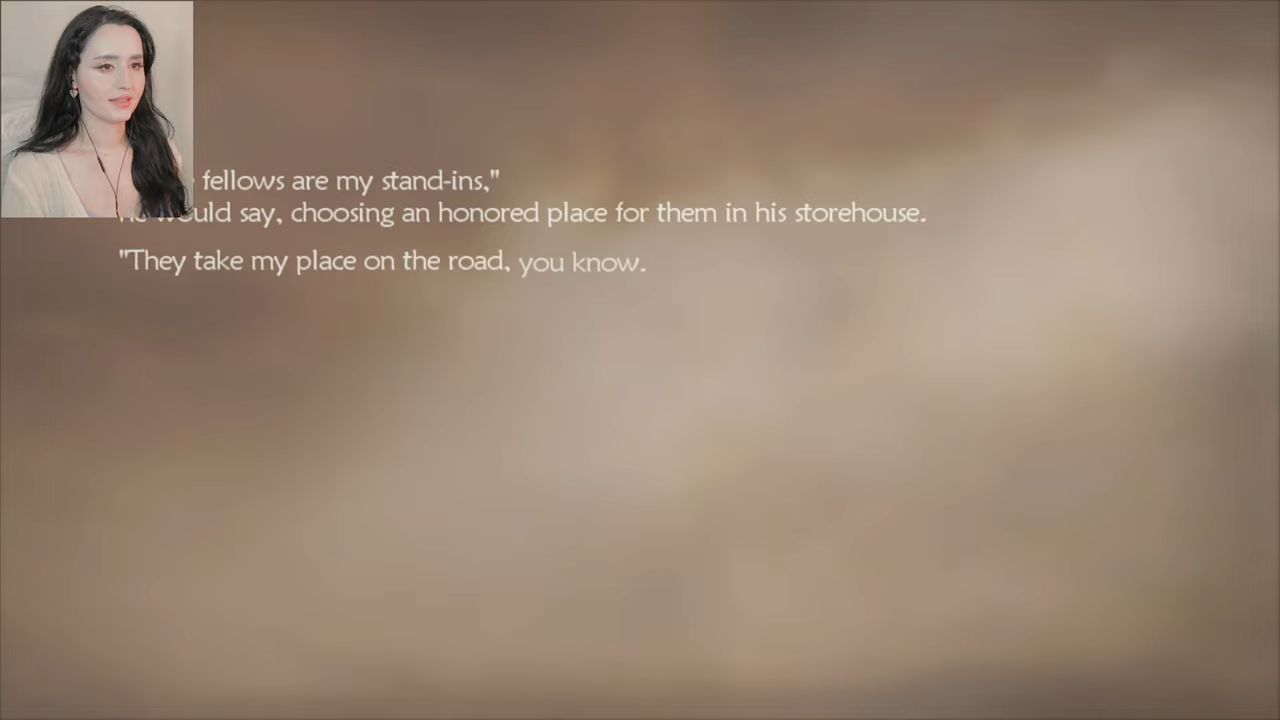 fellows are my stand-ins,"
would say, choosing an honored place for them in his storehouse.
"They take my place on the road, you know.